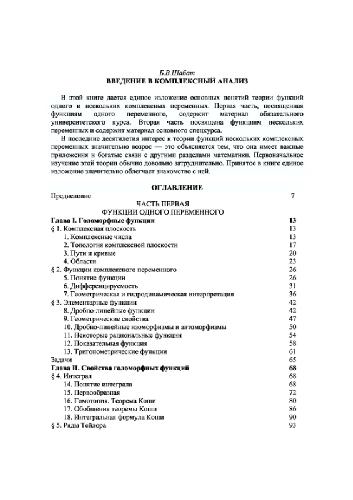 Б.В.Шабат
ВВЕДЕНИЕ В КОМПЛЕКСНЫЙ АНАЛИЗ
В этой книге дается единое изложение основных понятий теории функций
одного и нескольких комплексных переменных. Первая часть, посвященная
функциям одного переменного, содержит материал обязательного
университетского курса. Вторая часть посвящена функциям нескольких
переменных и содержит материал основного спецкурса.
В последние десятилетия интерес к теории функций нескольких комплексных
переменных значительно возрос — это объясняется тем, что она имеет важные
приложения и богатые связи с другими разделами математики. Первоначальное
изучение этой теории обычно довольно затруднительно. Принятое в книге единое
изложение значительно облегчает знакомство с ней.
ОГЛАВЛЕНИЕ
Предисловие 7
ЧАСТЬ ПЕРВАЯ
ФУНКЦИИ ОДНОГО ПЕРЕМЕННОГО
Глава I. Голоморфные функции 13
§ 1. Комплексная плоскость 13
1. Комплексные числа 13
2. Топология комплексной плоскости 17
3. Пути и кривые 20
4. Области 23
§ 2. Функции комплексного переменного 26
5. Понятие функции 26
6. Дифференцируемость 31
7. Геометрическая и гидродинамическая интерпретация 36
§ 3. Элементарные функции 42
8. Дробно-линейные функции 42
9. Геометрические свойства 47
10. Дробно-линейные изоморфизмы и автоморфизмы 50
11. Некоторые рациональные функции 54
12. Показательная функция 58
13. Тригонометрические функции 61
Задачи 65
Глава II. Свойства голоморфных функций 68
§ 4. Интеграл 68
14. Понятие интеграла 68
15. Первообразная 72
16. Гомотопия. Теорема Коши 80
17. Обобщения теоремы Коши 86
18. Интегральная формула Коши 90
§ 5. Ряды Тейлора 93